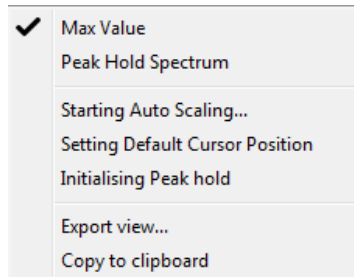 Max Value
Peak Hold Spectrum
Starting Auto Scaling...
Setting Default Cursor Position
Initialising Peak hold
Export view...
Copy to clipboard